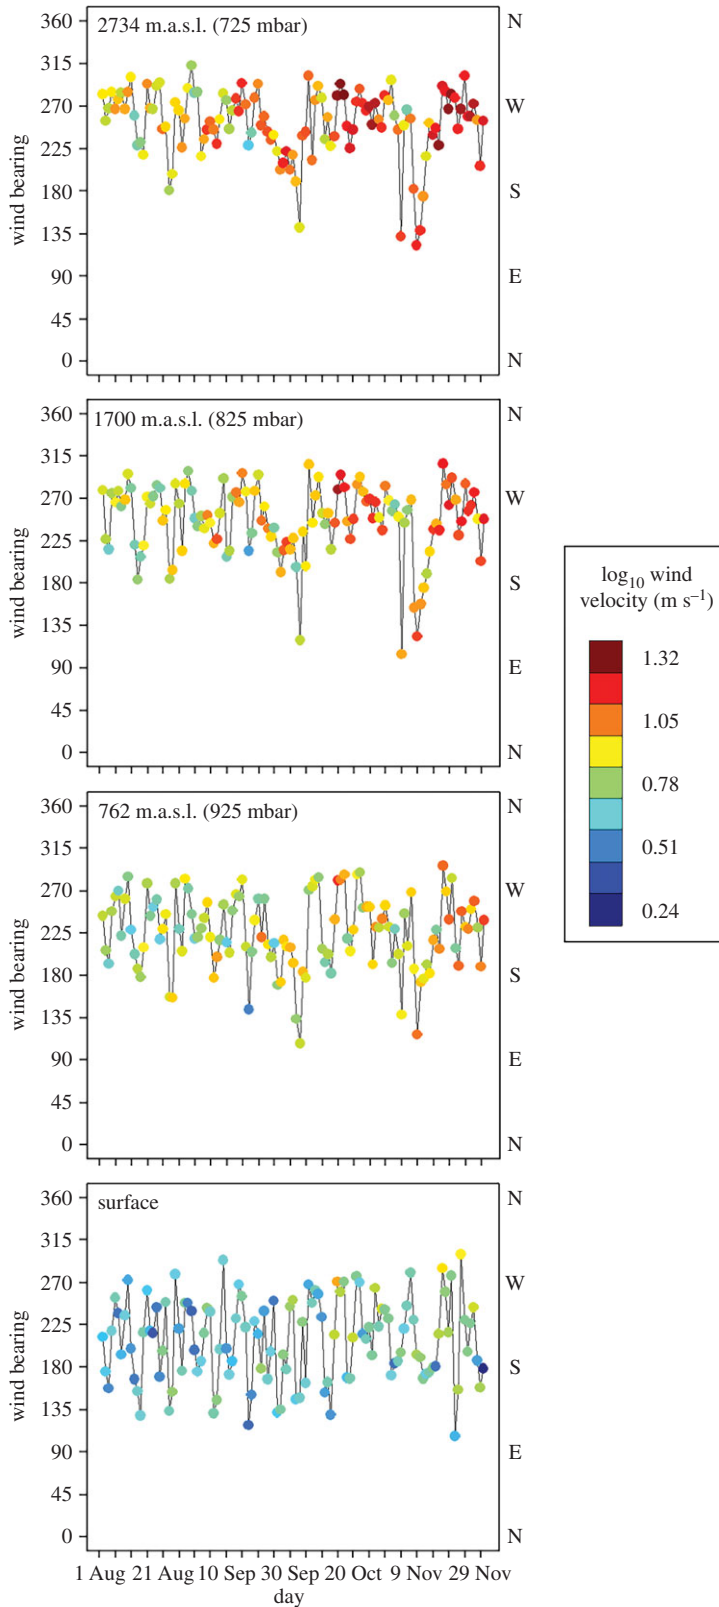 2734 m.a.s.l. (725 mbar)
360 N
315
270 W
225
180 S
135
90 E
45
0 N
wind bearing
1700 m.a.s.l. (825 mbar)
360 N
315
270 W
225
180 S
135
90 E
45
0 N
wind bearing
762 m.a.s.l. (925 mbar)
360 N
315
270 W
225
180 S
135
90 E
45
0 N
wind bearing
surface
360 N
315
270 W
225
180 S
135
90 E
45
0 N
wind bearing
1 Aug 21 Aug 10 Sep 30 Sep 20 Oct 9 Nov 29 Nov
day
log₁₀ wind
velocity (m s⁻¹)
1.32
1.05
0.78
0.51
0.24